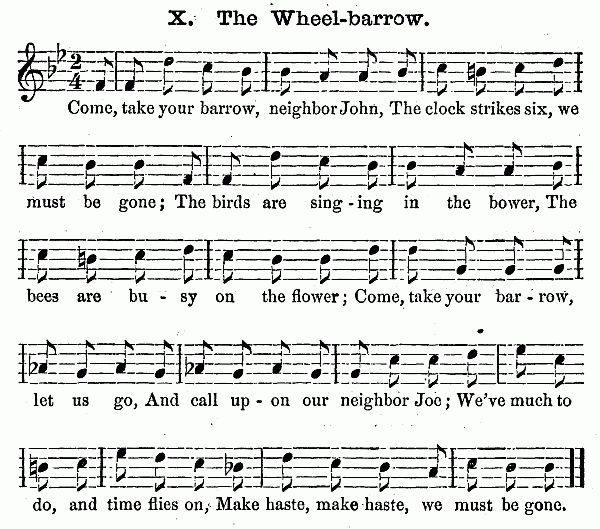 X. The Wheel-barrow.
2
4
Come, take your barrow, neighbor John, The clock strikes six, we
must be gone; The birds are sing - ing in the bower, The
bees are bu - sy on the flower; Come, take your bar - row,
let us go, And call up - on our neighbor Joe; We've much to
do, and time flies on, Make haste, make haste, we must be gone.